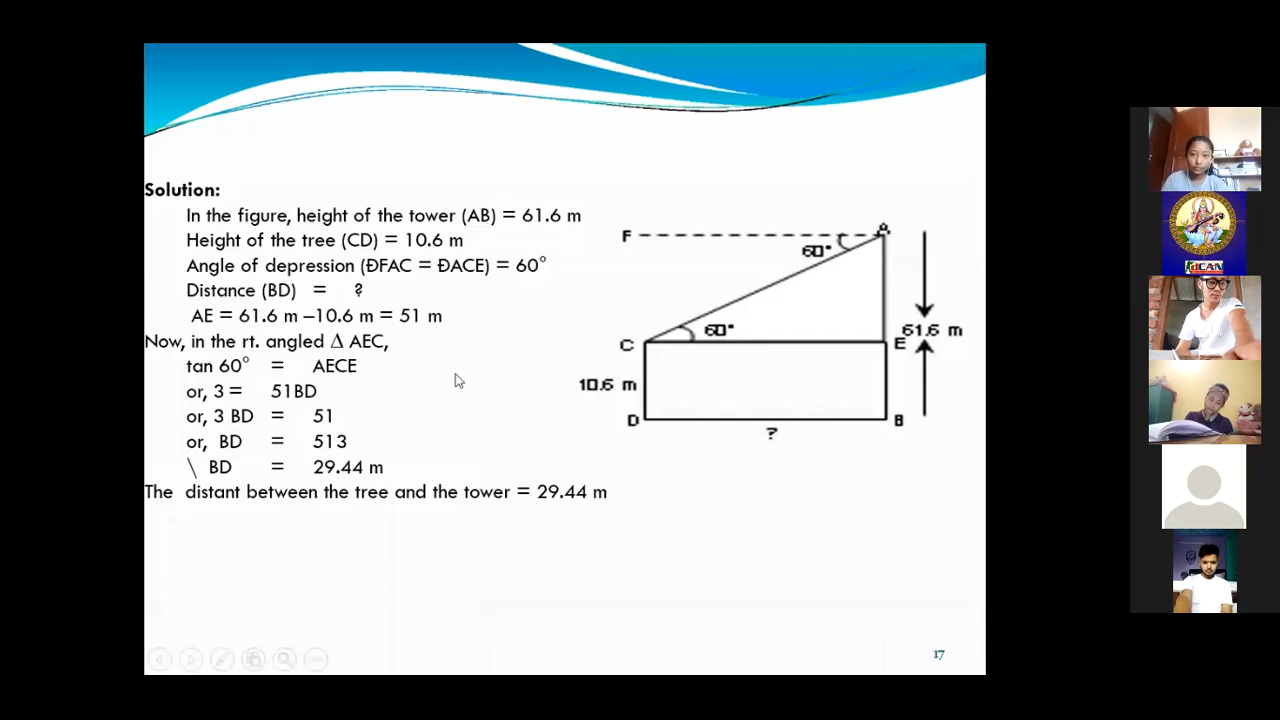 Solution:
In the figure, height of the tower (AB) = 61.6 m
Height of the tree (CD) = 10.6 m
Angle of depression (ÐFAC = ÐACE) = 60°
Distance (BD) = ?
AE = 61.6 m –10.6 m = 51 m
Now, in the rt. angled ∆ AEC,
tan 60° = AECE
or, 3 = 51BD
or, 3 BD = 51
or, BD = 513
\ BD = 29.44 m
The distant between the tree and the tower = 29.44 m
F
A
60°
60°
C
E
61.6 m
10.6 m
D
B
?
17